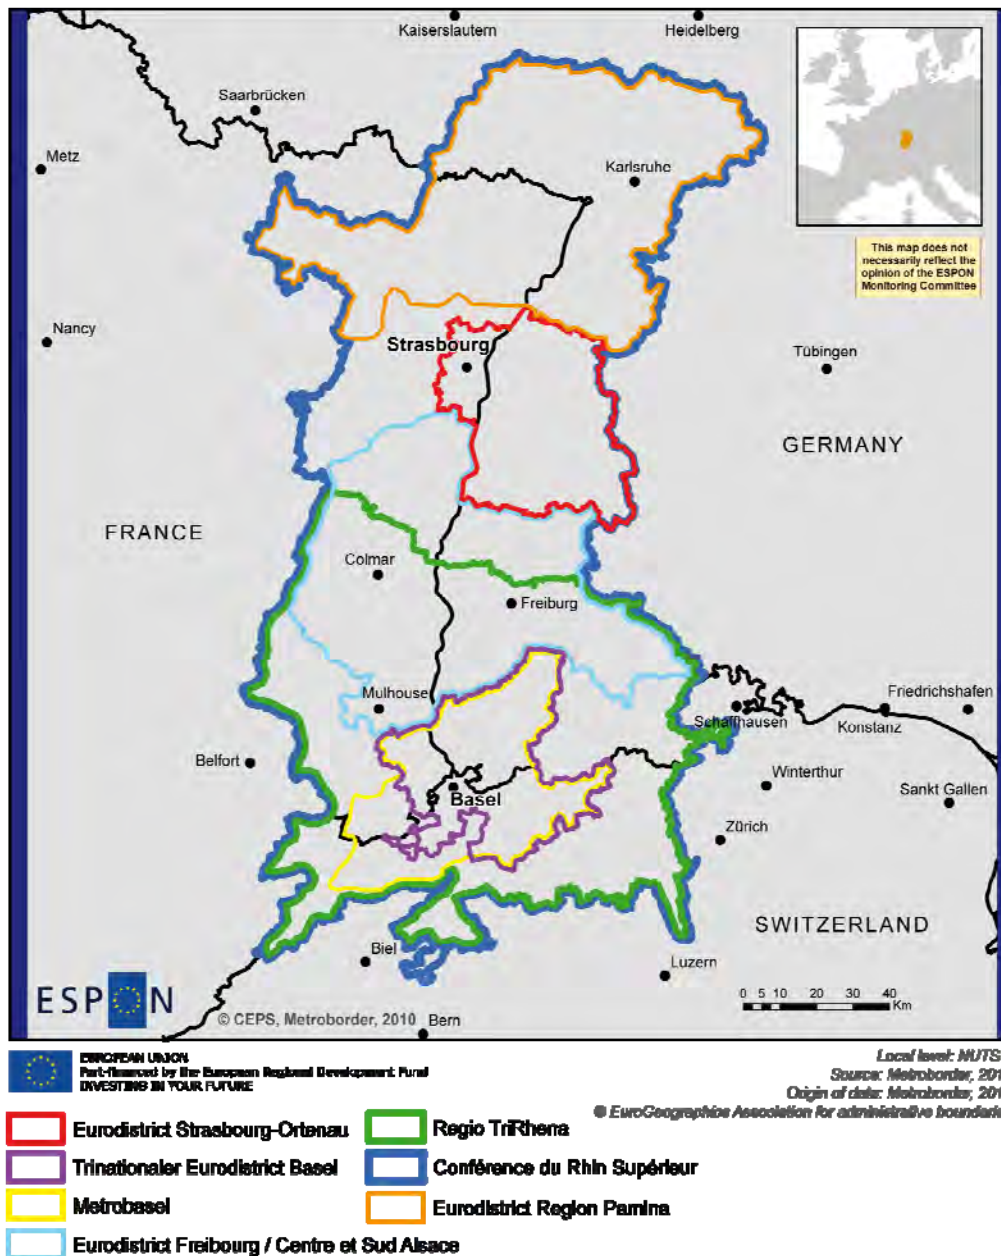 Kaiserslautern
Heidelberg
Saarbrücken
Metz
Karlsruhe
This map does not
necessarily reflect the
opinion of the ESPON
Monitoring Committee
Nancy
Strasbourg
Tübingen
GERMANY
FRANCE
Colmar
Freiburg
Mulhouse
Schaffhausen
Friedrichshafen
Konstanz
Belfort
Winterthur
Basel
Sankt Gallen
Zürich
SWITZERLAND
Biel
Luzern
ESPON
© CEPS, Metroborder, 2010
Bern
0 5 10 20 30 40
Km
EUROPEAN UNION
Part-financed by the European Regional Development Fund
INVESTING IN YOUR FUTURE
Local level: NUTS
Source: Metroborder, 201
Origin of data: Metroborder, 201
© EuroGeographics Association for administrative boundari
Eurodistrict Strasbourg-Ortenau
Regio TriRhena
Trinationaler Eurodistrict Basel
Conférence du Rhin Supérieur
Metrobasel
Eurodistrict Region Pamina
Eurodistrict Freibourg / Centre et Sud Alsace